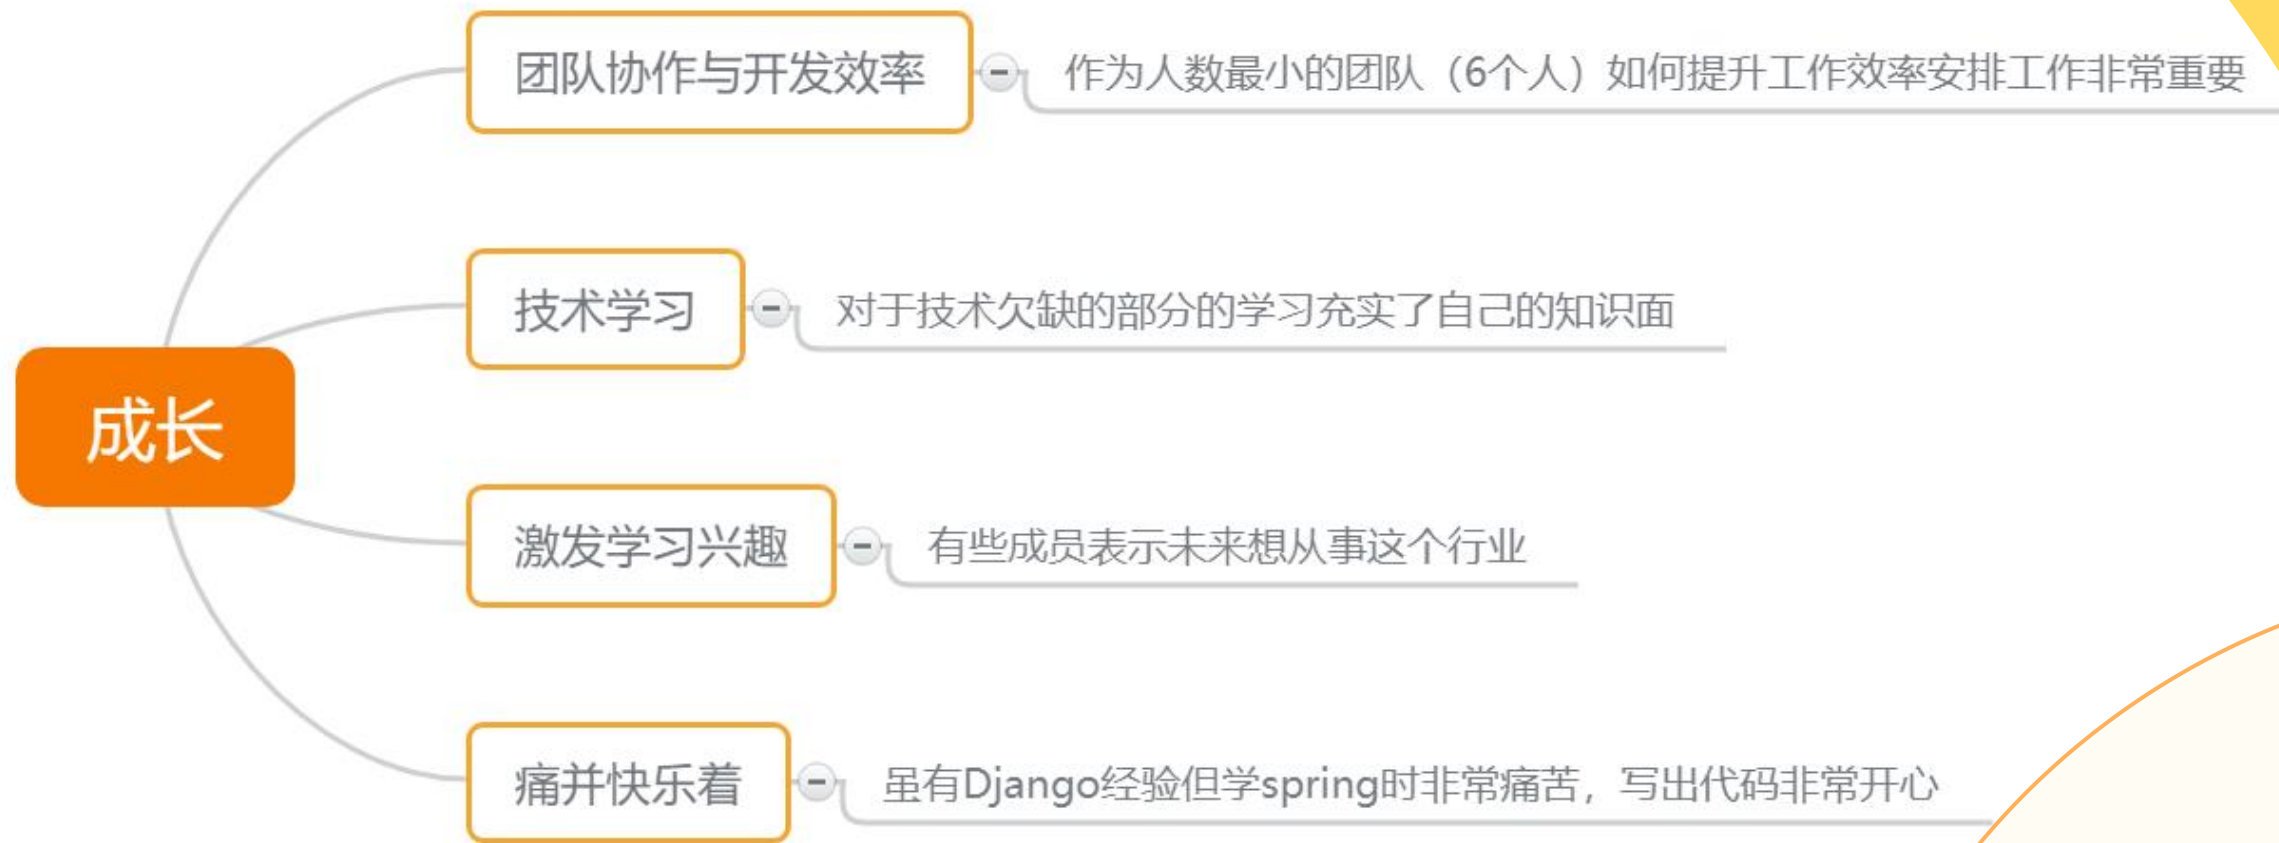 团队协作与开发效率
作为人数最小的团队（6个人）如何提升工作效率安排工作非常重要
技术学习
对于技术欠缺的部分的学习充实了自己的知识面
成长
激发学习兴趣
有些成员表示未来想从事这个行业
痛并快乐着
虽有Django经验但学spring时非常痛苦，写出代码非常开心